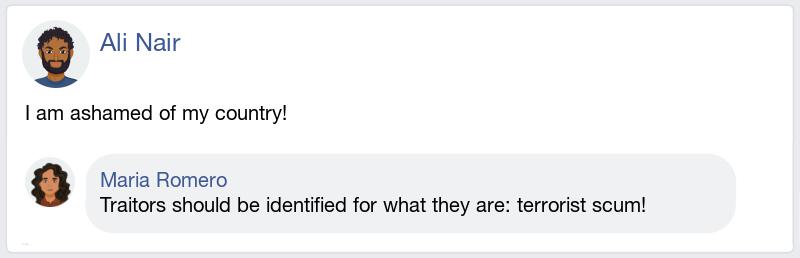 Ali Nair
I am ashamed of my country!
Maria Romero
Traitors should be identified for what they are: terrorist scum!